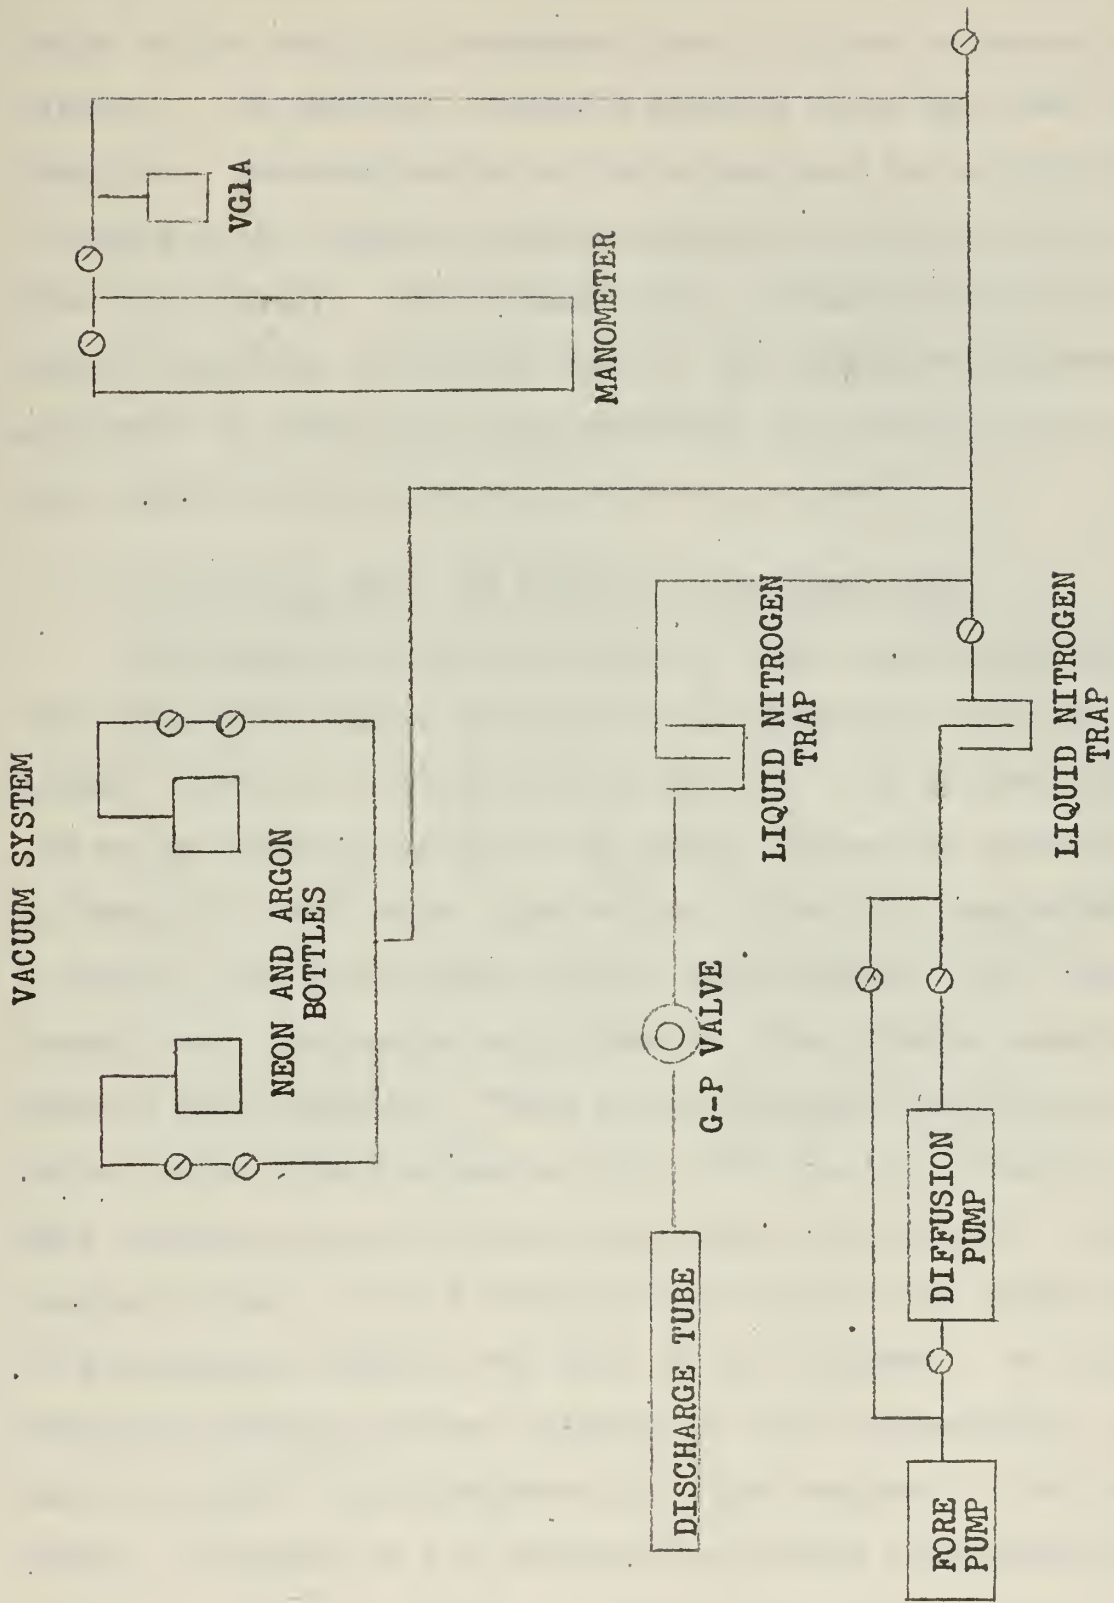 VACUUM SYSTEM
NEON AND ARGON
BOTTLES
VG1A
MANOMETER
DISCHARGE TUBE
G-P VALVE
LIQUID NITROGEN
TRAP
FORE
PUMP
DIFFUSION
PUMP
LIQUID NITROGEN
TRAP